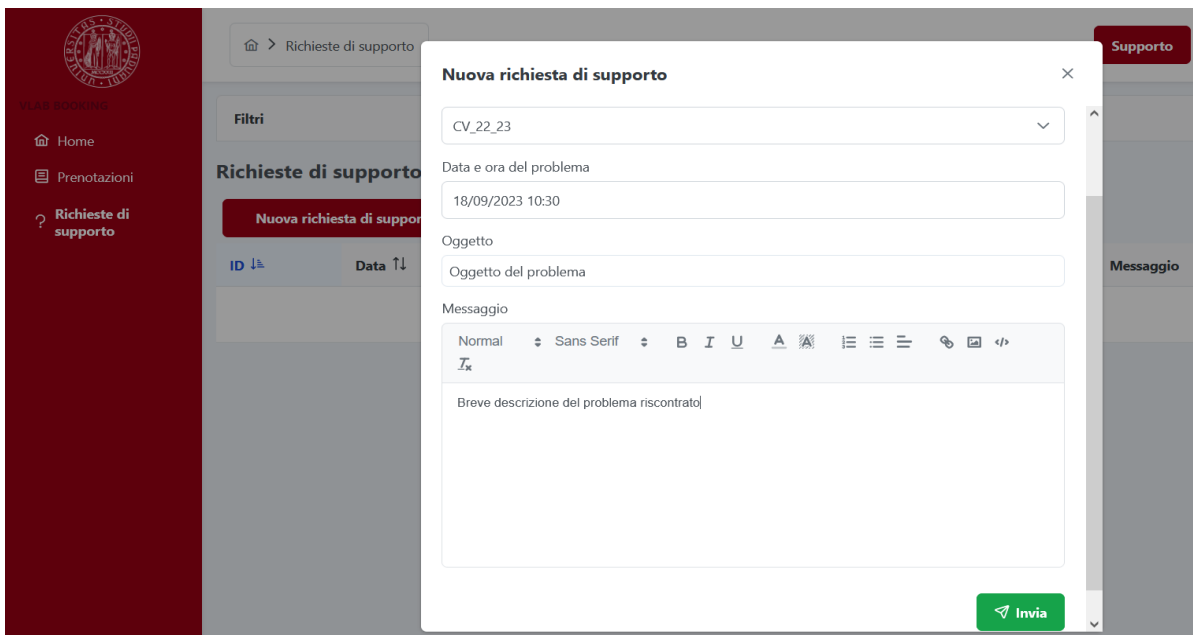 VLAB BOOKING
Home
Prenotazioni
Richieste di
supporto
Richieste di supporto
Supporto
Filtri
Richieste di supporto
Nuova richiesta di suppor
ID
Data
Messaggio
Nuova richiesta di supporto
CV_22_23
Data e ora del problema
18/09/2023 10:30
Oggetto
Oggetto del problema
Messaggio
Normal
Sans Serif
B I U A A
Breve descrizione del problema riscontrato
Invia